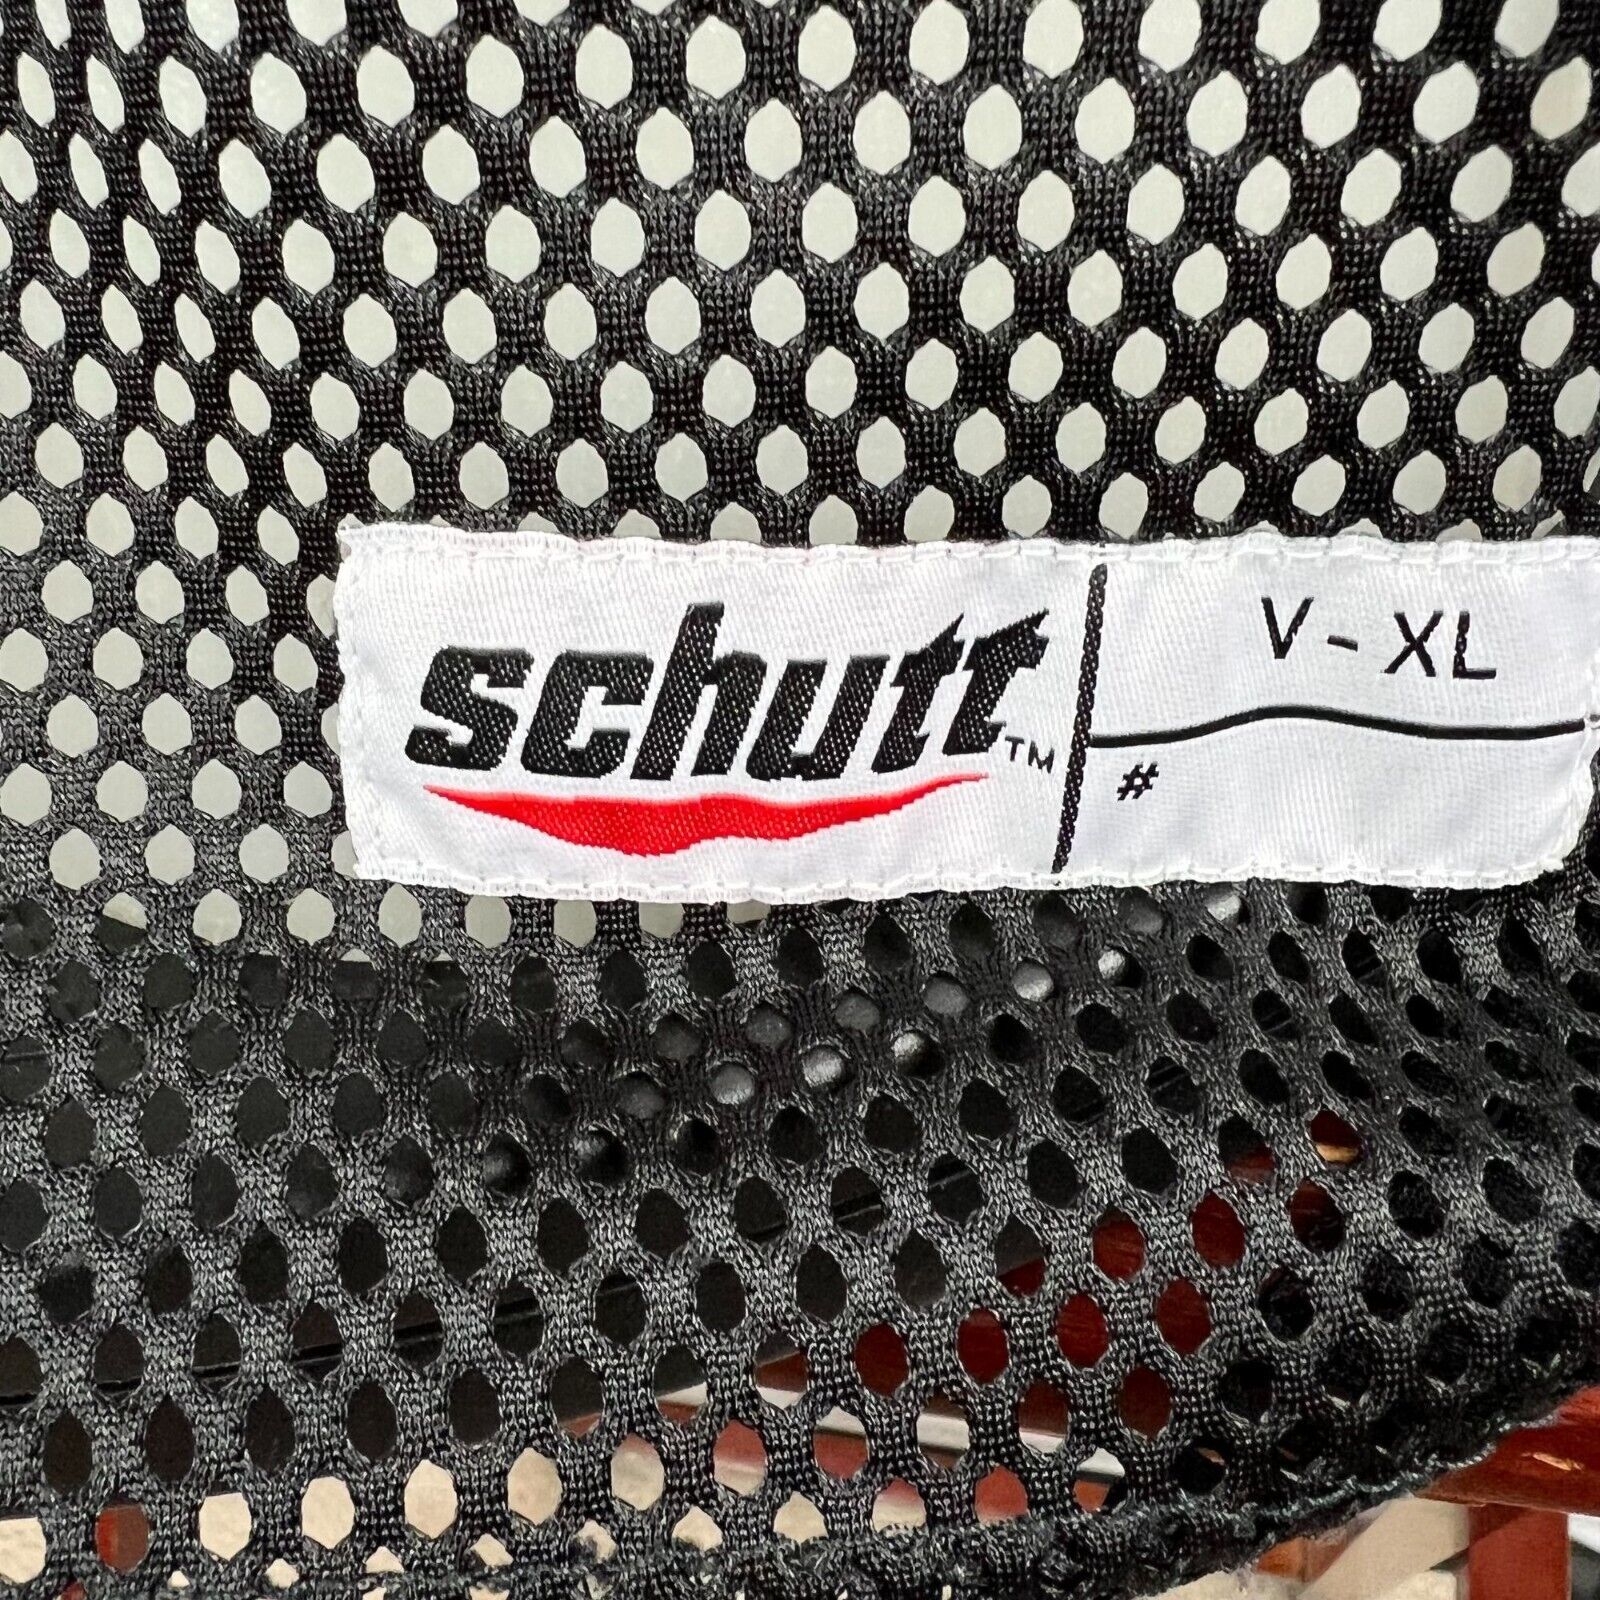 schutt™
V - XL
#